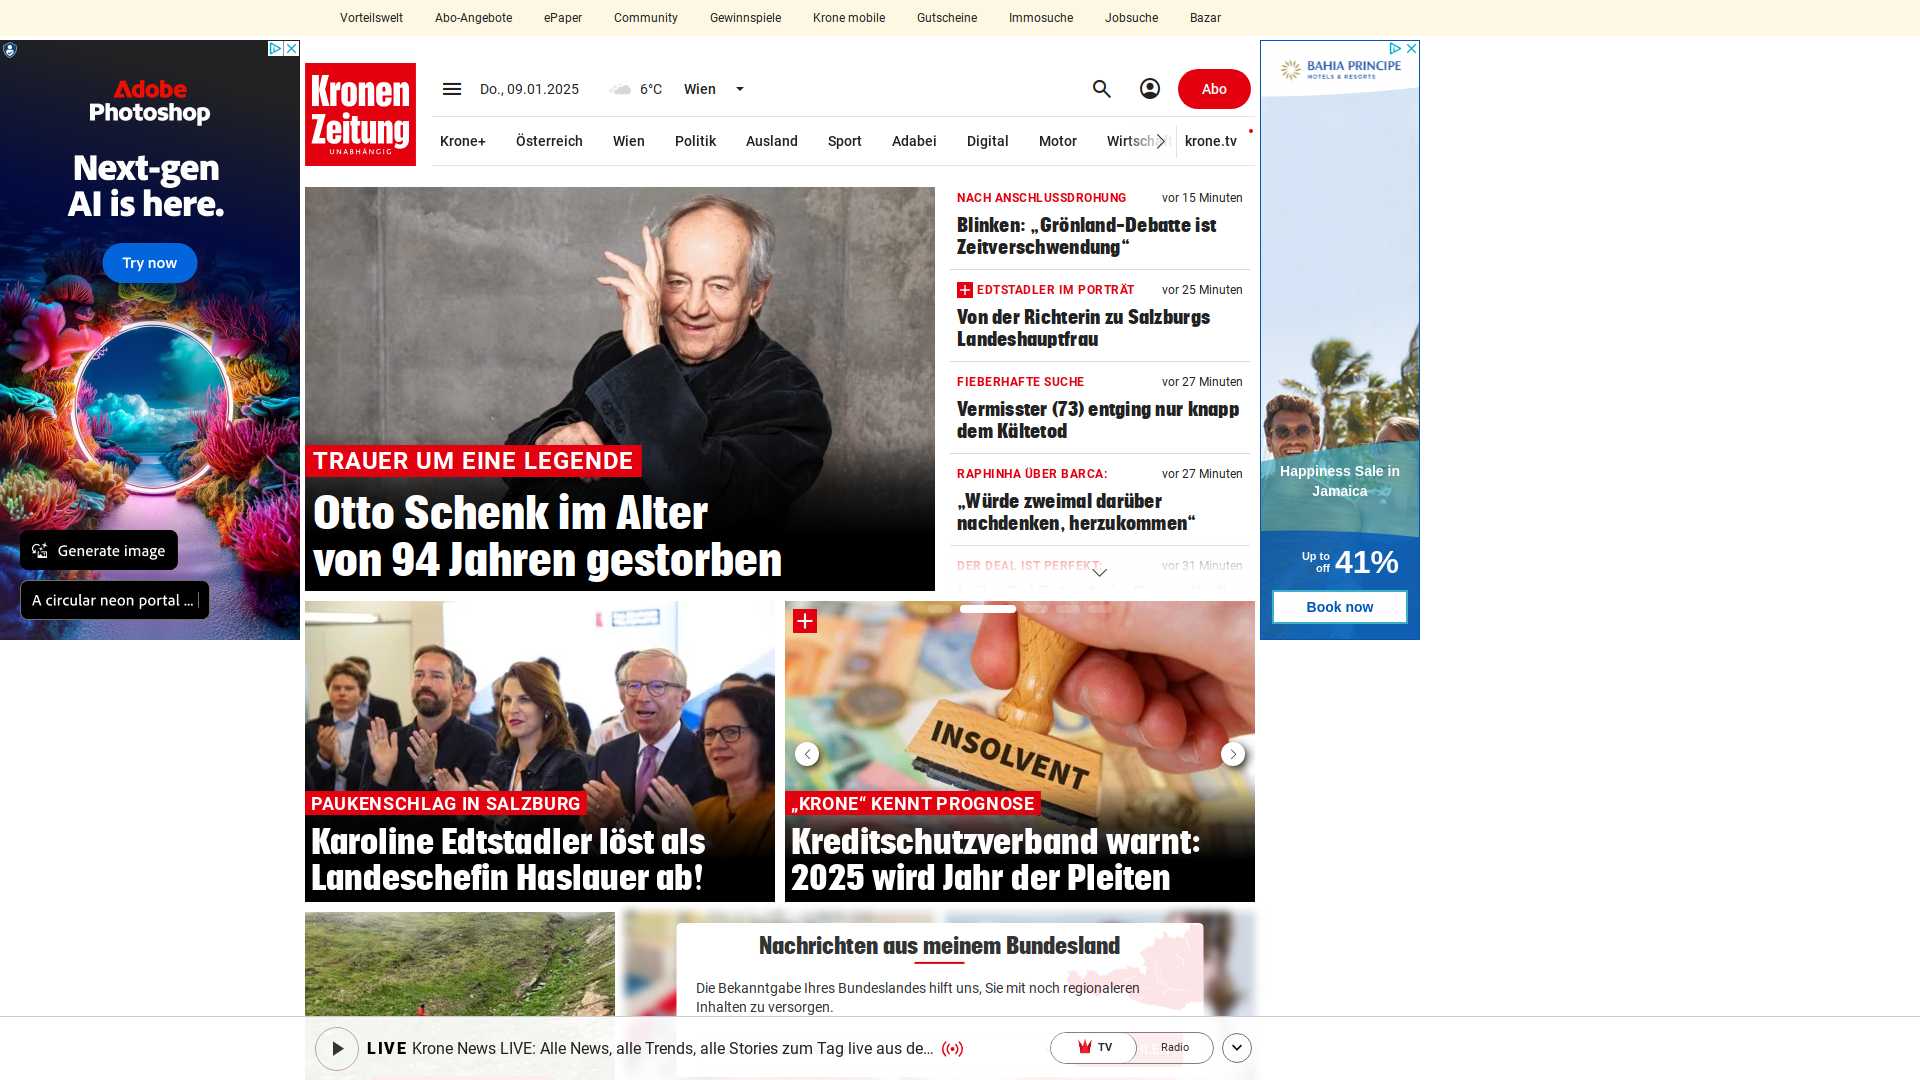 Vorteilswelt
Abo-Angebote
ePaper
Community
Gewinnspiele
Krone mobile
Gutscheine
Immosuche
Jobsuche
Bazar
Adobe
Photoshop
Next-gen
AI is here.
Try now
Generate image
A circular neon portal ...
Kronen
Zeitung
UNABHÄNGIG
Do., 09.01.2025
6°C
Wien
Abo
Krone+
Österreich
Wien
Politik
Ausland
Sport
Adabei
Digital
Motor
Wirtschaft
krone.tv
TRAUER UM EINE LEGENDE
Otto Schenk im Alter
von 94 Jahren gestorben
NACH ANSCHLUSSDROHUNG
vor 15 Minuten
Blinken: „Grönland-Debatte ist
Zeitverschwendung“
EDTSTADLER IM PORTRÄT
vor 25 Minuten
Von der Richterin zu Salzburgs
Landeshauptfrau
FIEBERHAFTE SUCHE
vor 27 Minuten
Vermisster (73) entging nur knapp
dem Kältetod
RAPHINHA ÜBER BARCA:
vor 27 Minuten
„Würde zweimal darüber
nachdenken, herzukommen“
DER DEAL IST PERFEKT:
vor 31 Minuten
BAHIA PRINCIPE
HOTELS & RESORTS
Happiness Sale in
Jamaica
Up to
off
41%
Book now
PAUKENSCHLAG IN SALZBURG
Karoline Edtstadler löst als
Landeschefin Haslauer ab!
INSOLVENT
„KRONE“ KENNT PROGNOSE
Kreditschutzverband warnt:
2025 wird Jahr der Pleiten
Nachrichten aus meinem Bundesland
Die Bekanntgabe Ihres Bundeslandes hilft uns, Sie mit noch regionaleren
Inhalten zu versorgen.
LIVE Krone News LIVE: Alle News, alle Trends, alle Stories zum Tag live aus de...
TV
Radio